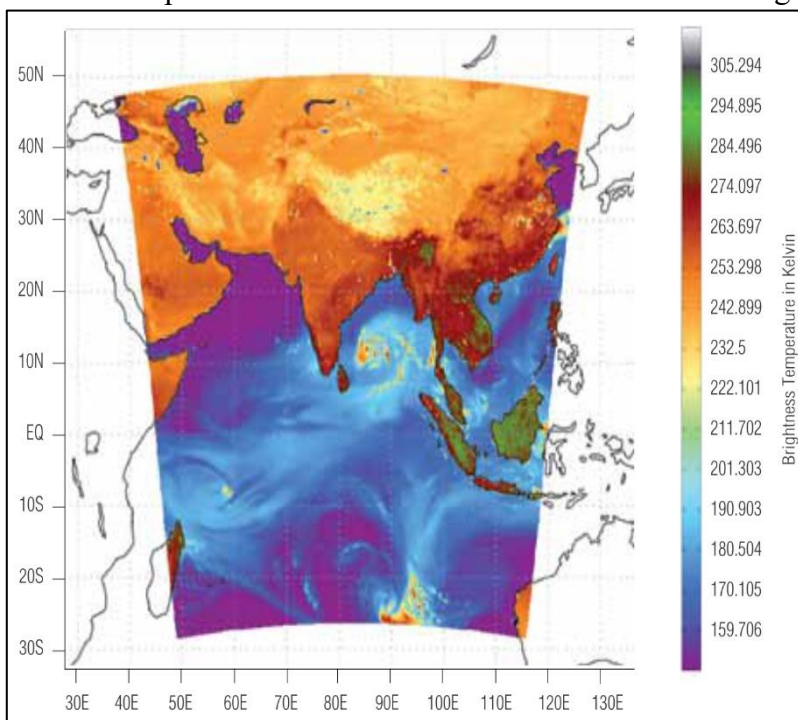 50N
40N
30N
20N
10N
EQ
10S
20S
30S
30E 40E 50E 60E 70E 80E 90E 100E 110E 120E 130E
305.294
294.895
284.496
274.097
263.697
253.298
242.899
232.5
222.101
211.702
201.303
190.903
180.504
170.105
159.706
Brightness Temperature in Kelvin